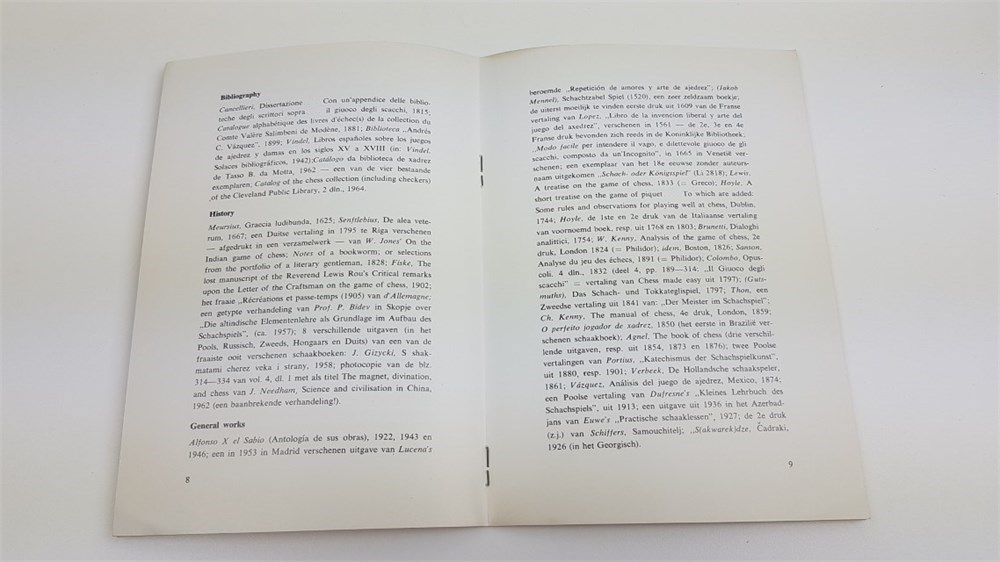 Bibliography
Cancellieri, Dissertazione Con un'appendice delle biblio-
teche degli scrittori sopra il giuoco degli scacchi, 1815;
Catalogue alphabétique des livres d'échec(s) de la collection du
Comte Valère Salimbeni de Modène, 1881; Biblioteca „Andrés
C. Vázquez", 1899; Vindel, Libros españoles sobre los juegos
de ajedrez y damas en los siglos XV a XVIII (in: Vindel,
Solaces bibliográficos, 1942);Catálogo da biblioteca de xadrez
de Tasso B. da Motta, 1962 — een van de vier bestaande
exemplaren; Catalog of the chess collection (including checkers)
of the Cleveland Public Library, 2 dln., 1964.
History
Meursius, Graecia ludibunda, 1625; Senftlebius, De alea vete-
rum, 1667; een Duitse vertaling in 1795 te Riga verschenen
— afgedrukt in een verzamelwerk — van W. Jones' On the
Indian game of chess; Notes of a bookworm; or selections
from the portfolio of a literary gentleman, 1828; Fiske, The
lost manuscript of the Reverend Lewis Rou's Critical remarks
upon the Letter of the Craftsman on the game of chess, 1902;
het fraaie „Récréations et passe-temps (1905) van d'Allemagne;
een getypte verhandeling van Prof. P. Bidev in Skopje over
„Die altindische Elementenlehre als Grundlage im Aufbau des
Schachspiels", (ca. 1957); 8 verschillende uitgaven (in het
Pools, Russisch, Zweeds, Hongaars en Duits) van een van de
fraaiste ooit verschenen schaakboeken: J. Gizycki, S shak-
matami cherez veka i strany, 1958; photocopie van de blz.
314—334 van vol. 4, dl. 1 met als titel The magnet, divination,
and chess van J. Needham, Science and civilisation in China,
1962 (een baanbrekende verhandeling!).
General works
Alfonso X el Sabio (Antología de sus obras), 1922, 1943 en
1946; een in 1953 in Madrid verschenen uitgave van Lucena's
8
beroemde „Repetición de amores y arte de ajedrez"; (Jakob
Mennel), Schachtzabel Spiel (1520), een zeer zeldzaam boekje;
de uiterst moeilijk te vinden eerste druk uit 1609 van de Franse
vertaling van Lopez, „Libro de la invencion liberal y arte del
juego del axedrez", verschenen in 1561 — de 2e, 3e en 4e
Franse druk bevonden zich reeds in de Koninklijke Bibliotheek;
„Modo facile per intendere il vago, e dilettevole giuoco de gli
scacchi, composto da un'Incognito", in 1665 in Venetië ver-
schenen; een exemplaar van het 18e eeuwse zonder auteurs-
naam uitgekomen „Schach- oder Königspiel" (Li 2818); Lewis,
A treatise on the game of chess, 1833 (= Greco); Hoyle, A
short treatise on the game of piquet To which are added:
Some rules and observations for playing well at chess, Dublin,
1744; Hoyle, de 1ste en 2e druk van de Italiaanse vertaling
van voornoemd boek, resp. uit 1768 en 1803; Brunetti, Dialoghi
analittici, 1754; W. Kenny, Analysis of the game of chess, 2e
druk, London 1824 (= Philidor); idem, Boston, 1826; Sanson,
Analyse du jeu des échecs, 1891 (= Philidor); Colombo, Opus-
coli, 4 dln., 1832 (deel 4, pp. 189—314: „Il Giuoco degli
scacchi" = vertaling van Chess made easy uit 1797); (Guts-
muths), Das Schach- und Tokkateglispiel, 1797; Thon, een
Zweedse vertaling uit 1841 van: „Der Meister im Schachspiel";
Ch. Kenny, The manual of chess, 4e druk, London, 1859;
O perfeito jogador de xadrez, 1850 (het eerste in Brazilië ver-
schenen schaakboek); Agnel, The book of chess (drie verschil-
lende uitgaven, resp. uit 1854, 1873 en 1876); twee Poolse
vertalingen van Portius, „Katechismus der Schachspielkunst",
uit 1880, resp. 1901; Verbeek, De Hollandsche schaakspeler,
1861; Vázquez, Análisis del juego de ajedrez, Mexico, 1874;
een Poolse vertaling van Dufresne's „Kleines Lehrbuch des
Schachspiels", uit 1913; een uitgave uit 1936 in het Azerbad-
jans van Euwe's „Practische schaaklessen", 1927; de 2e druk
(z.j.) van Schiffers, Samouchitelj; „S(akwarek)dze, Čadraki,
1926 (in het Georgisch).
9